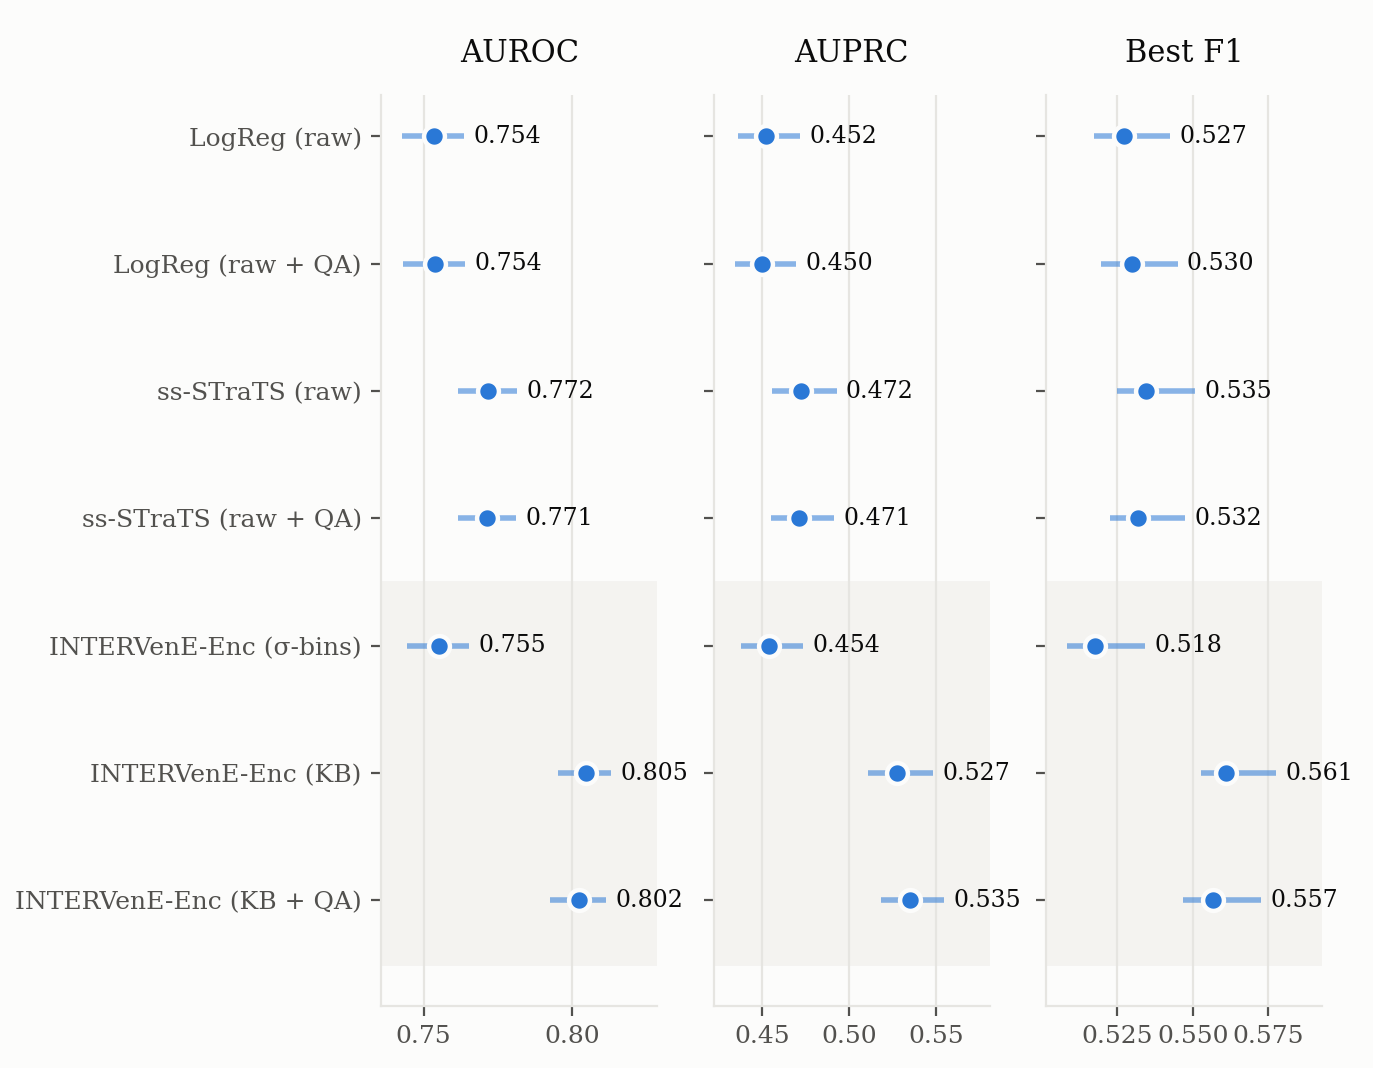 AUROC AUPRC Best F1
LogReg (raw) 0.754 0.452 0.527
LogReg (raw + QA) 0.754 0.450 0.530
ss-STraTS (raw) 0.772 0.472 0.535
ss-STraTS (raw + QA) 0.771 0.471 0.532
INTERVenE-Enc (σ-bins) 0.755 0.454 0.518
INTERVenE-Enc (KB) 0.805 0.527 0.561
INTERVenE-Enc (KB + QA) 0.802 0.535 0.557
0.75 0.80 0.45 0.50 0.55 0.525 0.550 0.575